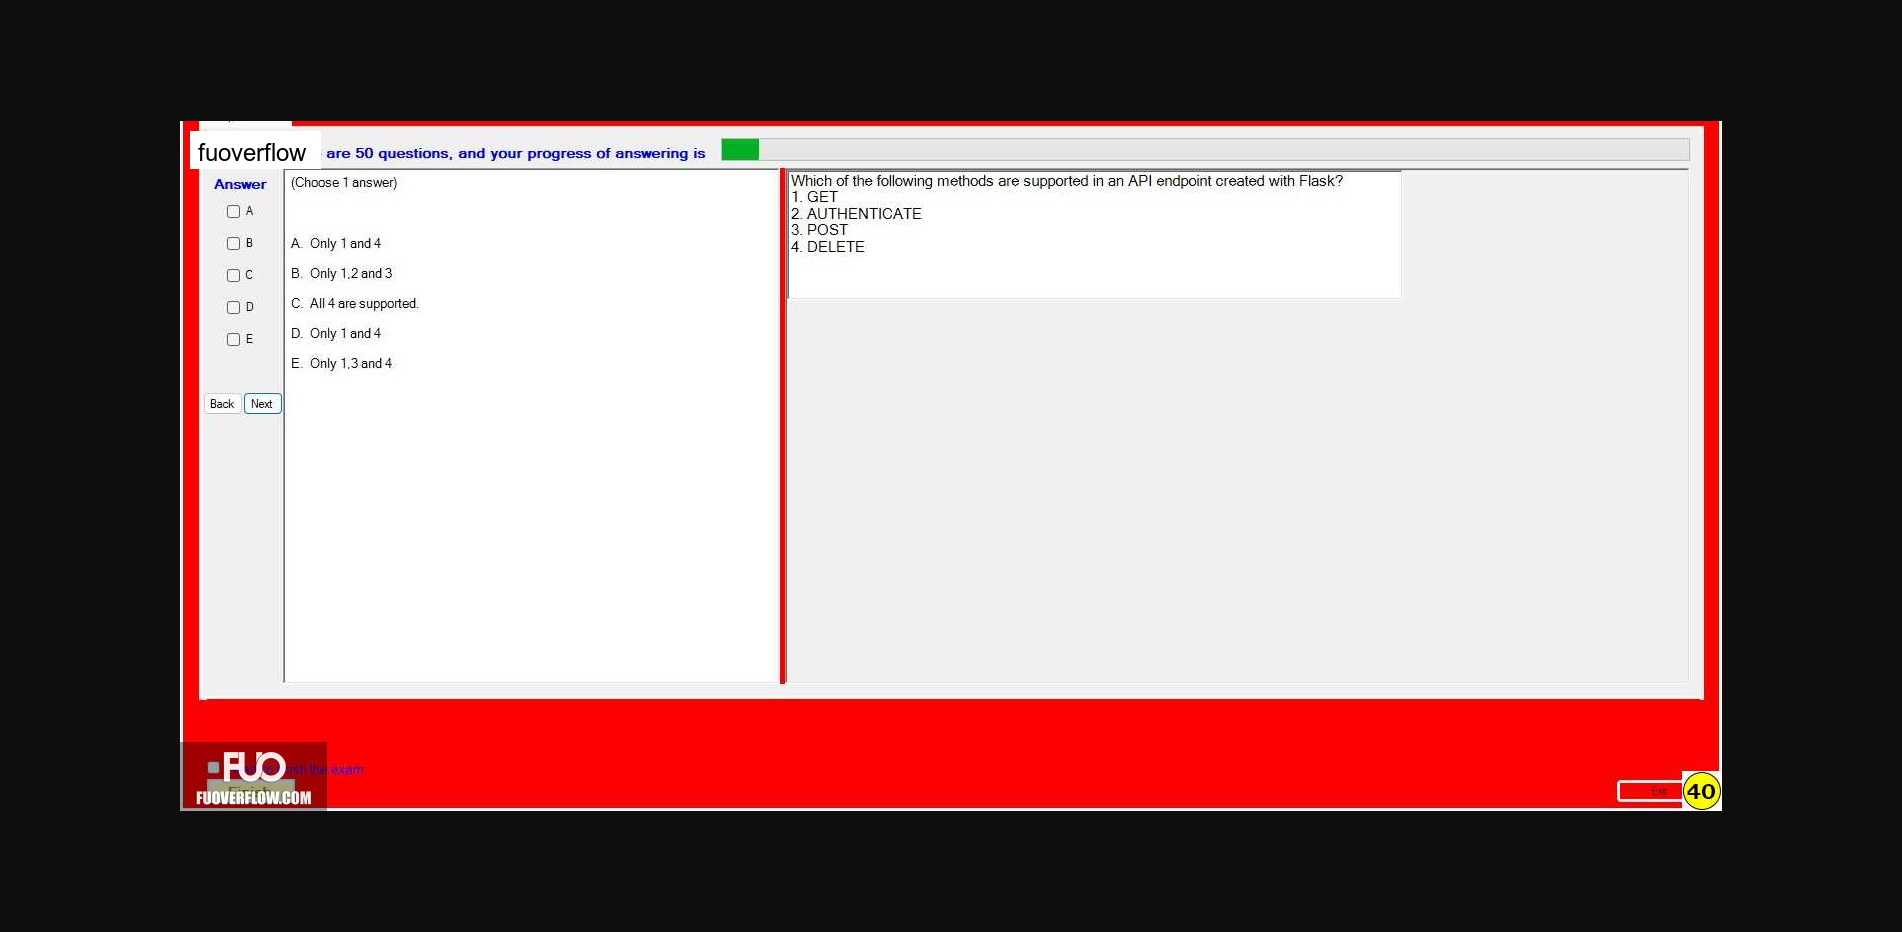 fuoverflow are 50 questions, and your progress of answering is
Answer
A
B
C
D
E
Back Next
(Choose 1 answer)
A. Only 1 and 4
B. Only 1,2 and 3
C. All 4 are supported.
D. Only 1 and 4
E. Only 1,3 and 4
Which of the following methods are supported in an API endpoint created with Flask?
1. GET
2. AUTHENTICATE
3. POST
4. DELETE
FUO
the exam
FUOVERFLOW.COM
Exit
40